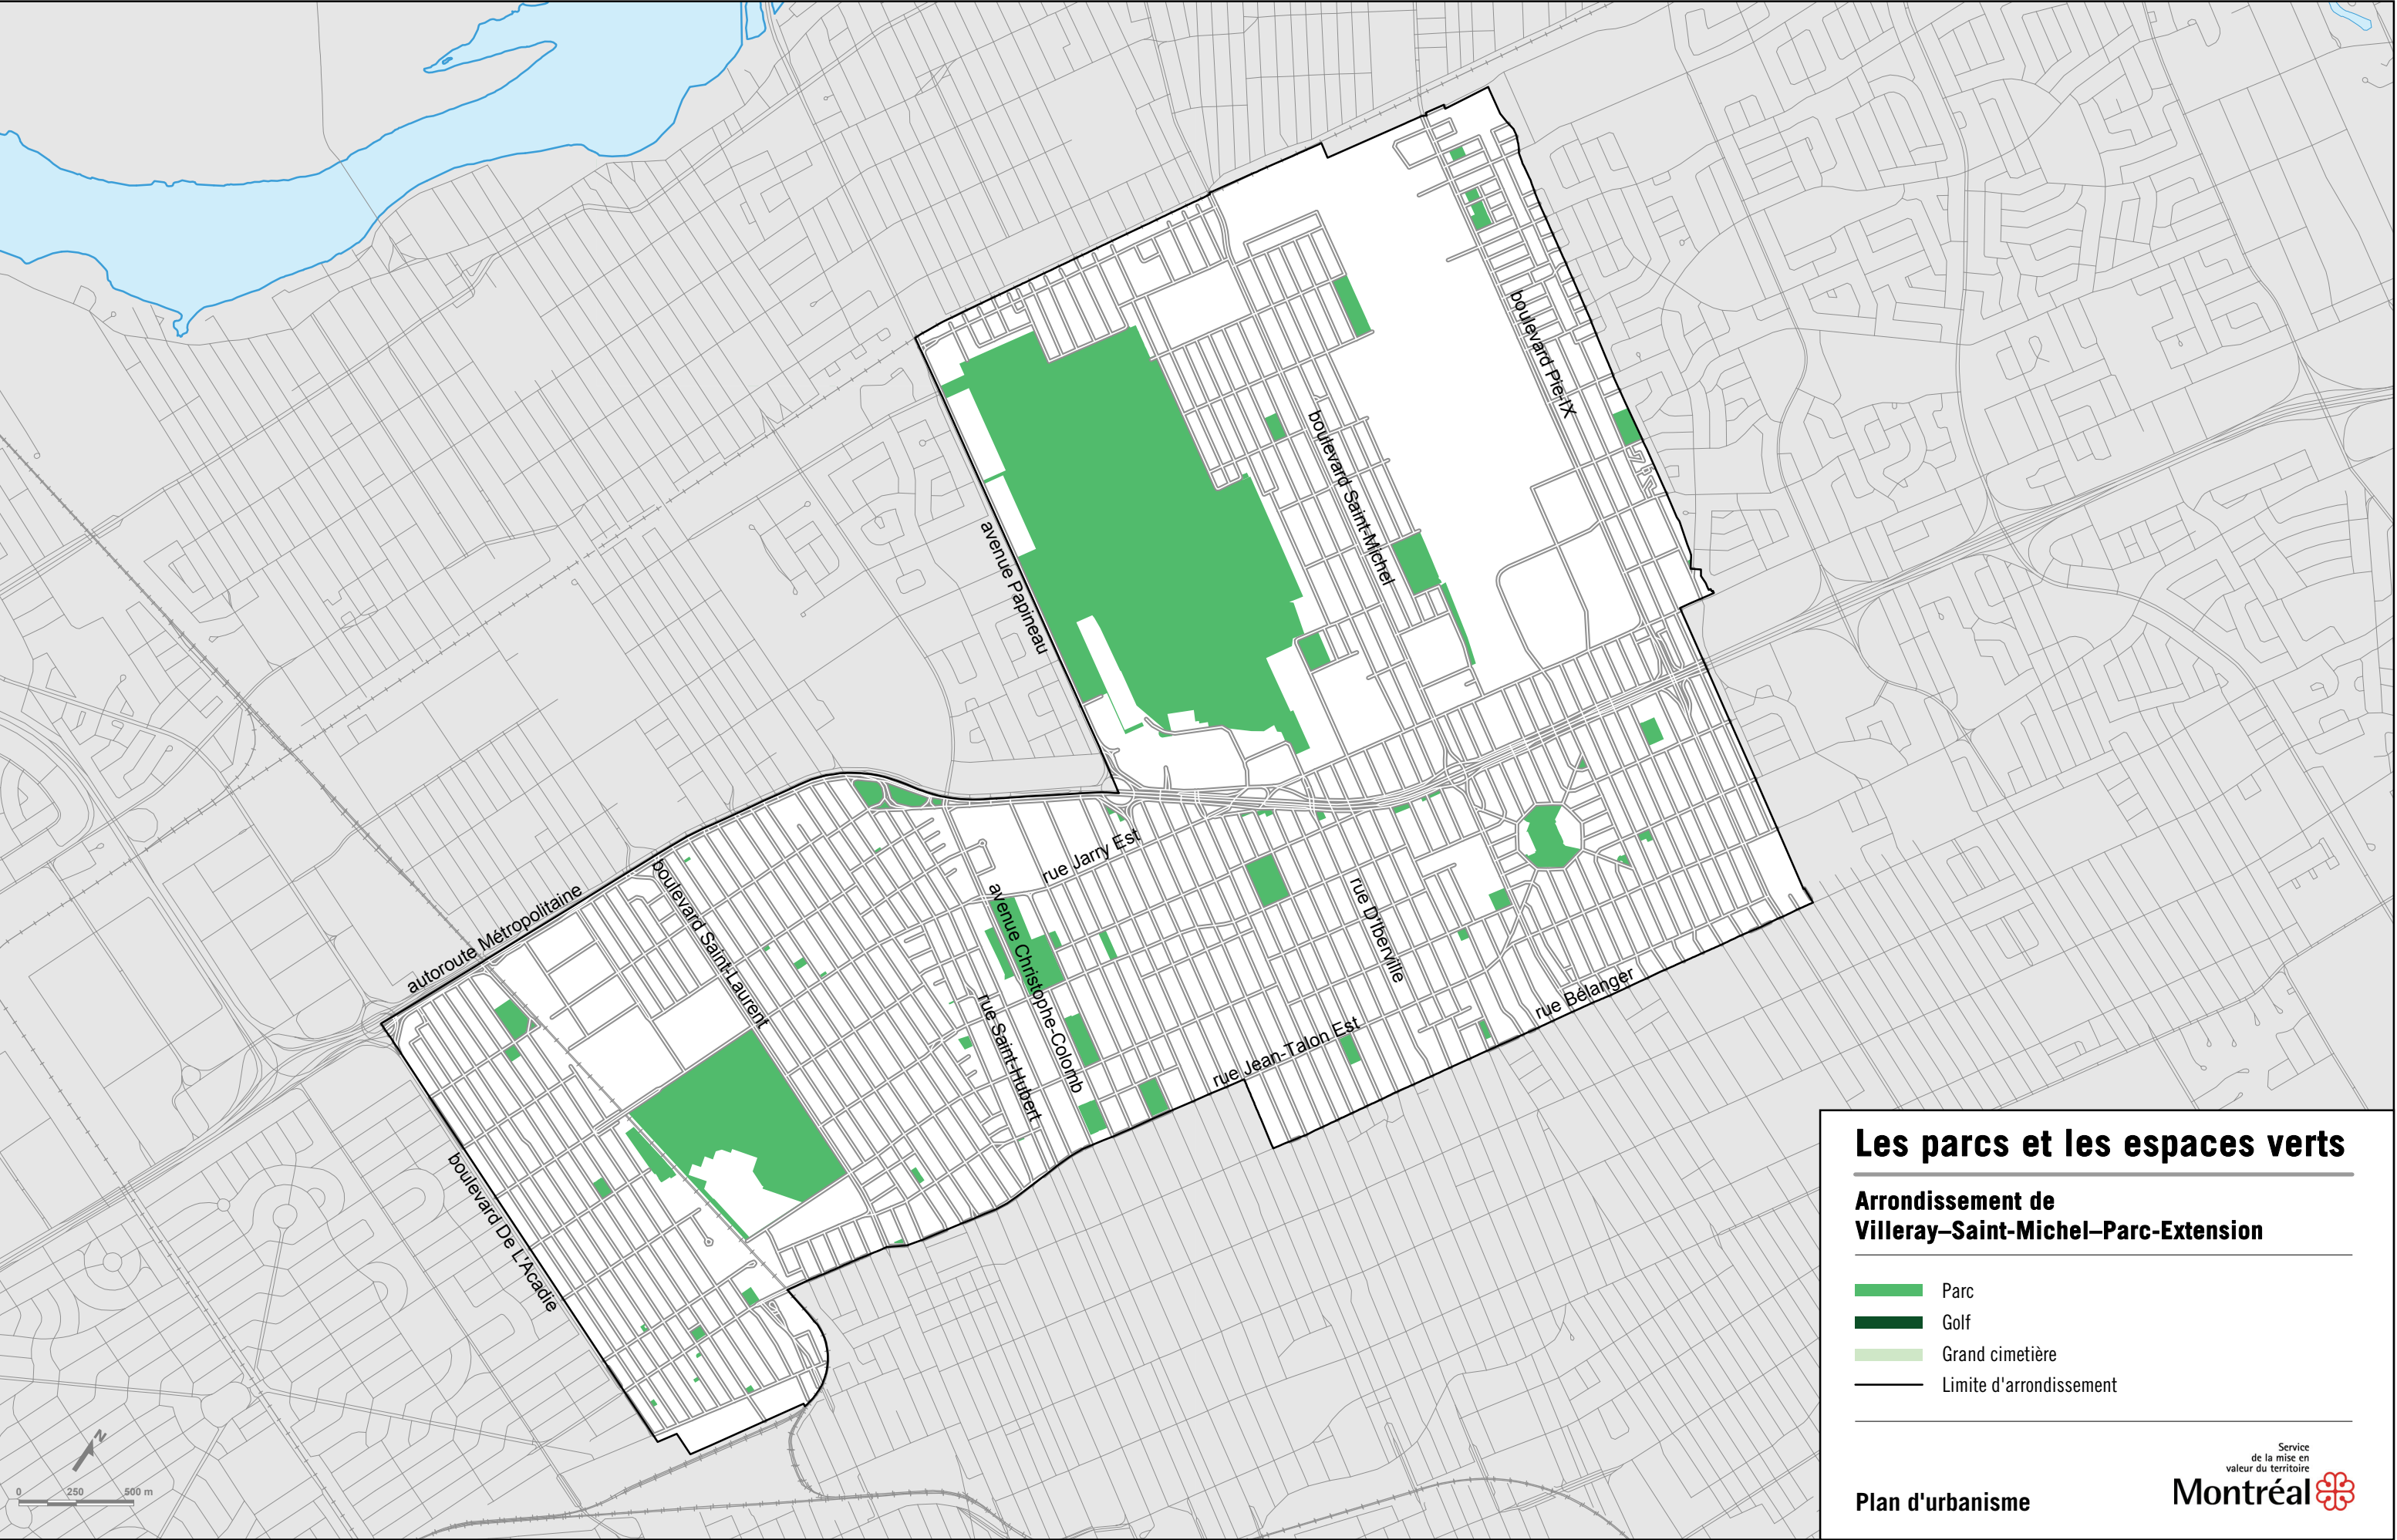 boulevard Pie-IX
boulevard Saint-Michel
avenue Papineau
rue Jarry Est
autoroute Métropolitaine
boulevard Saint-Laurent
avenue Christophe-Colomb
rue D'Iberville
rue Saint-Hubert
rue Bélanger
rue Jean-Talon Est
boulevard De L'Acadie
N
0 250 500 m
Les parcs et les espaces verts
Arrondissement de
Villeray–Saint-Michel–Parc-Extension
Parc
Golf
Grand cimetière
Limite d'arrondissement
Plan d'urbanisme
Service
de la mise en
valeur du territoire
Montréal